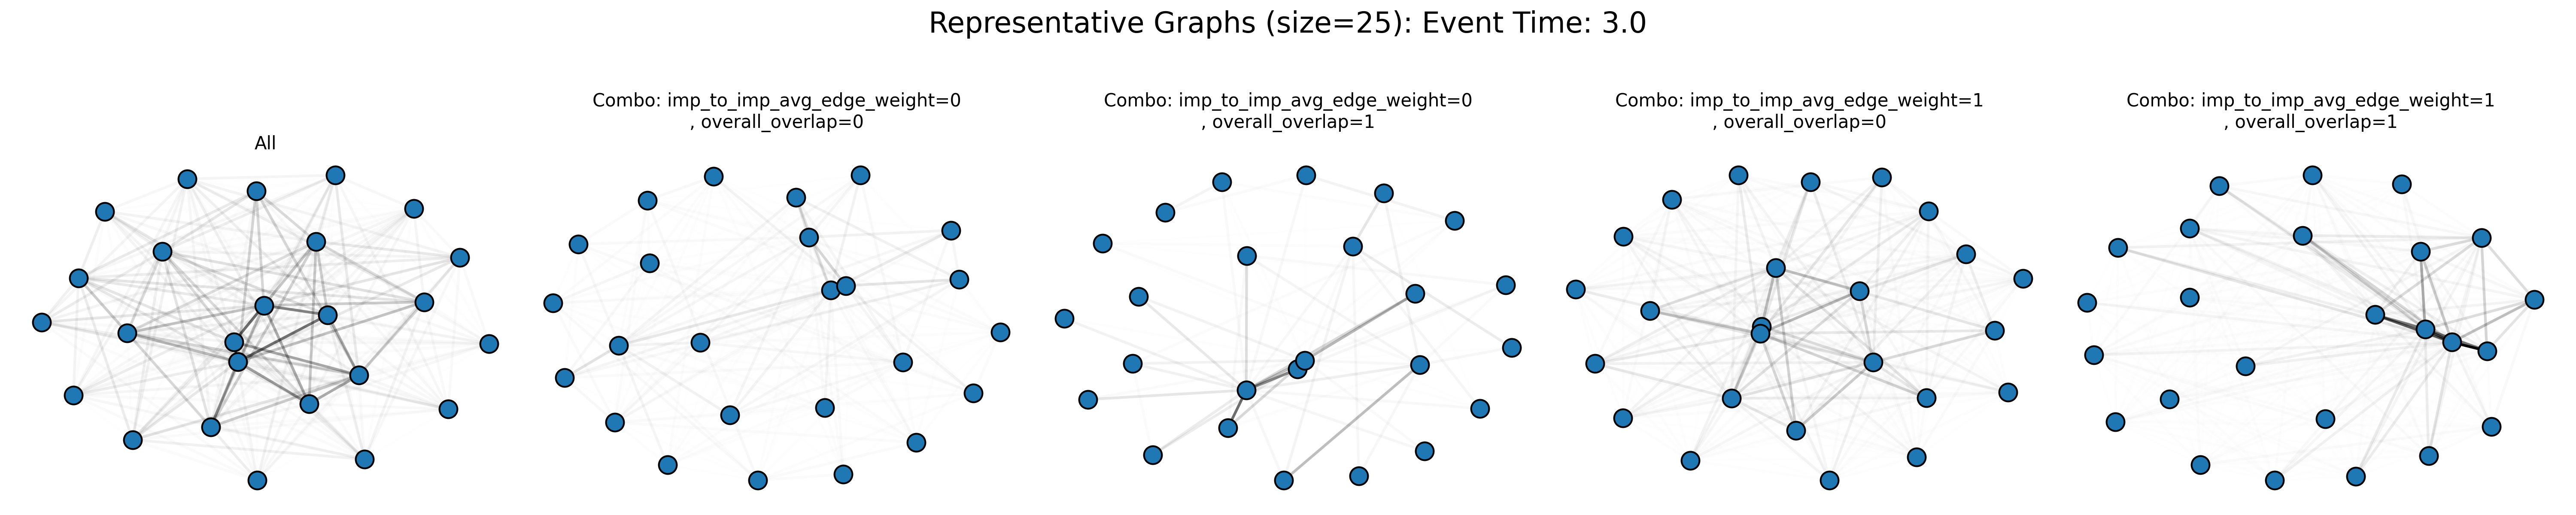 Representative Graphs (size=25): Event Time: 3.0
All
Combo: imp_to_imp_avg_edge_weight=0
, overall_overlap=0
Combo: imp_to_imp_avg_edge_weight=0
, overall_overlap=1
Combo: imp_to_imp_avg_edge_weight=1
, overall_overlap=0
Combo: imp_to_imp_avg_edge_weight=1
, overall_overlap=1